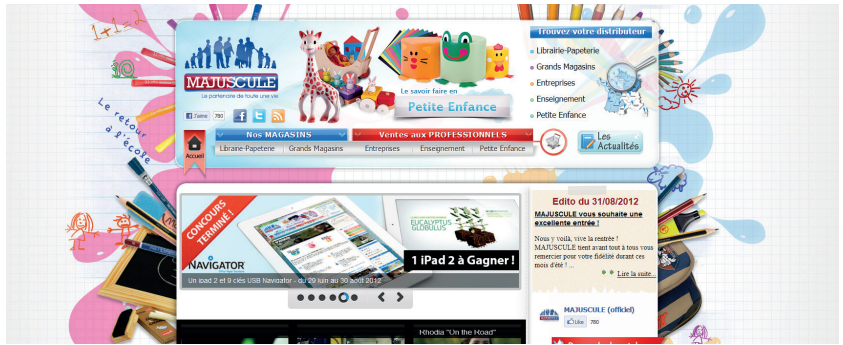 1+1=2
10
Le retour
à l'école
MAJUSCULE
Le partenaire de toute une vie
J'aime 780
Le savoir faire en
Petite Enfance
Trouvez votre distributeur
Librairie-Papeterie
Grands Magasins
Entreprises
Enseignement
Petite Enfance
Accueil
Nos MAGASINS
Ventes aux PROFESSIONNELS
Librairie-Papeterie
Grands Magasins
Entreprises
Enseignement
Petite Enfance
Les
Actualités
CONCOURS
TERMINÉ !
NAVIGATOR
EUCALYPTUS
GLOBULUS
1 iPad 2 à Gagner !
Un ipad 2 et 9 clés USB Navigator - du 29 juin au 30 août 2012
Edito du 31/08/2012
MAJUSCULE vous souhaite une
excellente entrée !
Nous y voilà, vive la rentrée !
MAJUSCULE tient avant tout à tous vous
remercier pour votre fidélité durant ces
mois d'été ! ...
Lire la suite...
MAJUSCULE (officiel)
Like 780
Rhodia "On the Road"